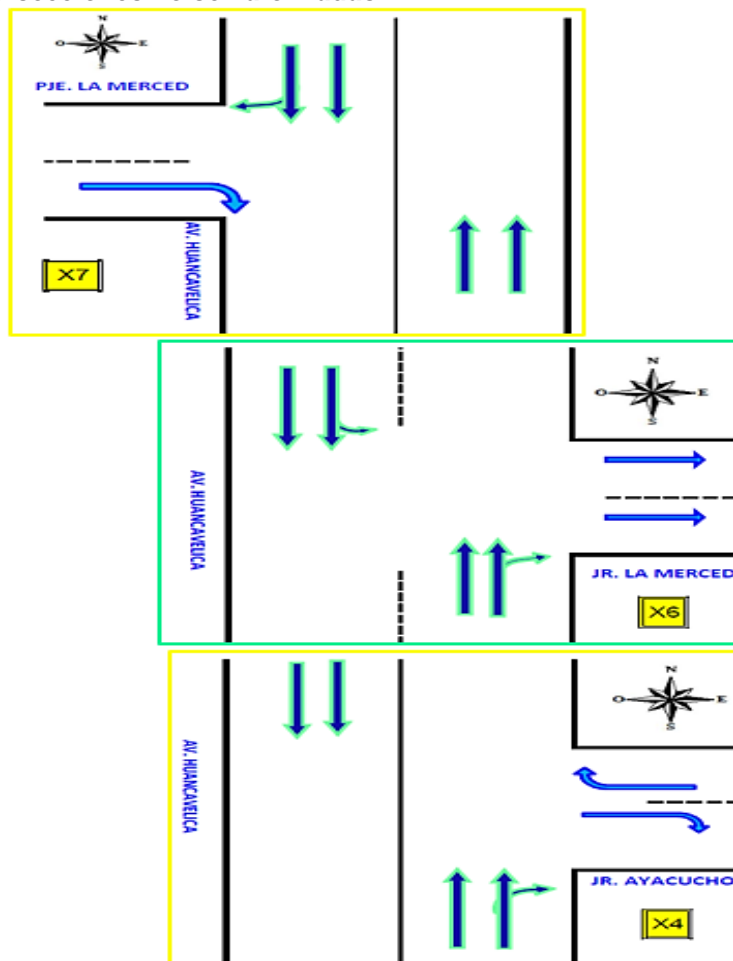 N
O E
S
PJE. LA MERCED
AV. HUANCAVELICA
X7
N
O E
S
AV. HUANCAVELICA
JR. LA MERCED
X6
N
O E
S
AV. HUANCAVELICA
JR. AYACUCHO
X4